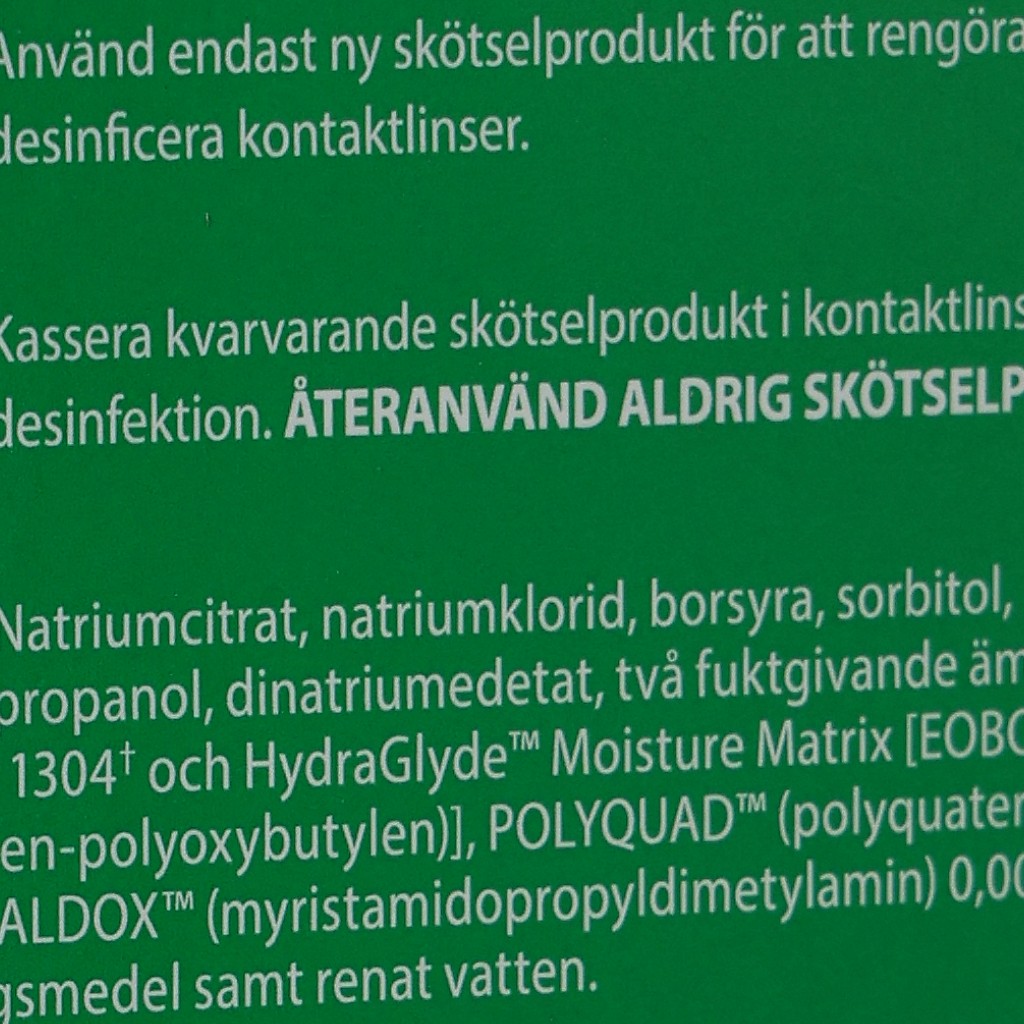 Använd endast ny skötselprodukt för att rengöra
desinficera kontaktlinser.
Kassera kvarvarande skötselprodukt i kontaktlins
desinfektion. ÅTERANVÄND ALDRIG SKÖTSELP
Natriumcitrat, natriumklorid, borsyra, sorbitol,
propanol, dinatriumedetat, två fuktgivande äm
1304† och HydraGlyde™ Moisture Matrix [EOBO
en-polyoxybutylen)], POLYQUAD™ (polyquater
ALDOX™ (myristamidopropyldimetylamin) 0,00
gsmedel samt renat vatten.